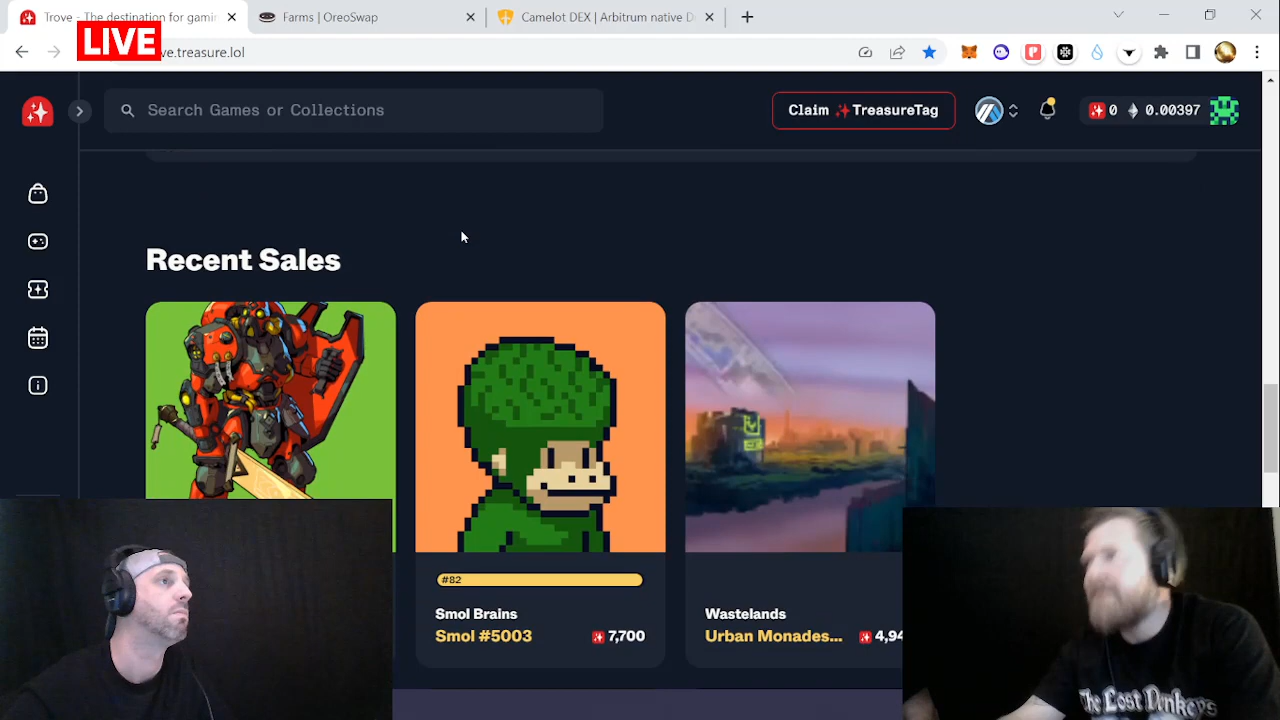 Trove - The destination for gamin
Farms | OreoSwap
Camelot DEX | Arbitrum native D
LIVE
ve.treasure.lol
Search Games or Collections
Claim TreasureTag
0 0.00397
Recent Sales
#82
Smol Brains
Smol #5003 7,700
Wastelands
Urban Monades... 4,94
The Lost Donkeys